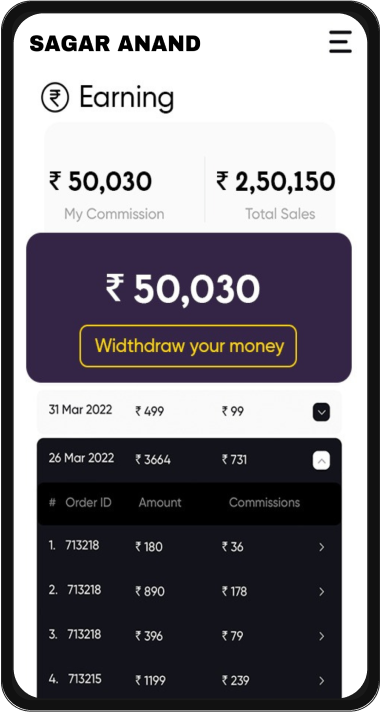 SAGAR ANAND
₹ Earning
₹ 50,030 ₹ 2,50,150
My Commission Total Sales
₹ 50,030
Widthdraw your money
31 Mar 2022 ₹ 499 ₹ 99
26 Mar 2022 ₹ 3664 ₹ 731
# Order ID Amount Commissions
1. 713218 ₹ 180 ₹ 36
2. 713218 ₹ 890 ₹ 178
3. 713218 ₹ 396 ₹ 79
4. 713215 ₹ 1199 ₹ 239